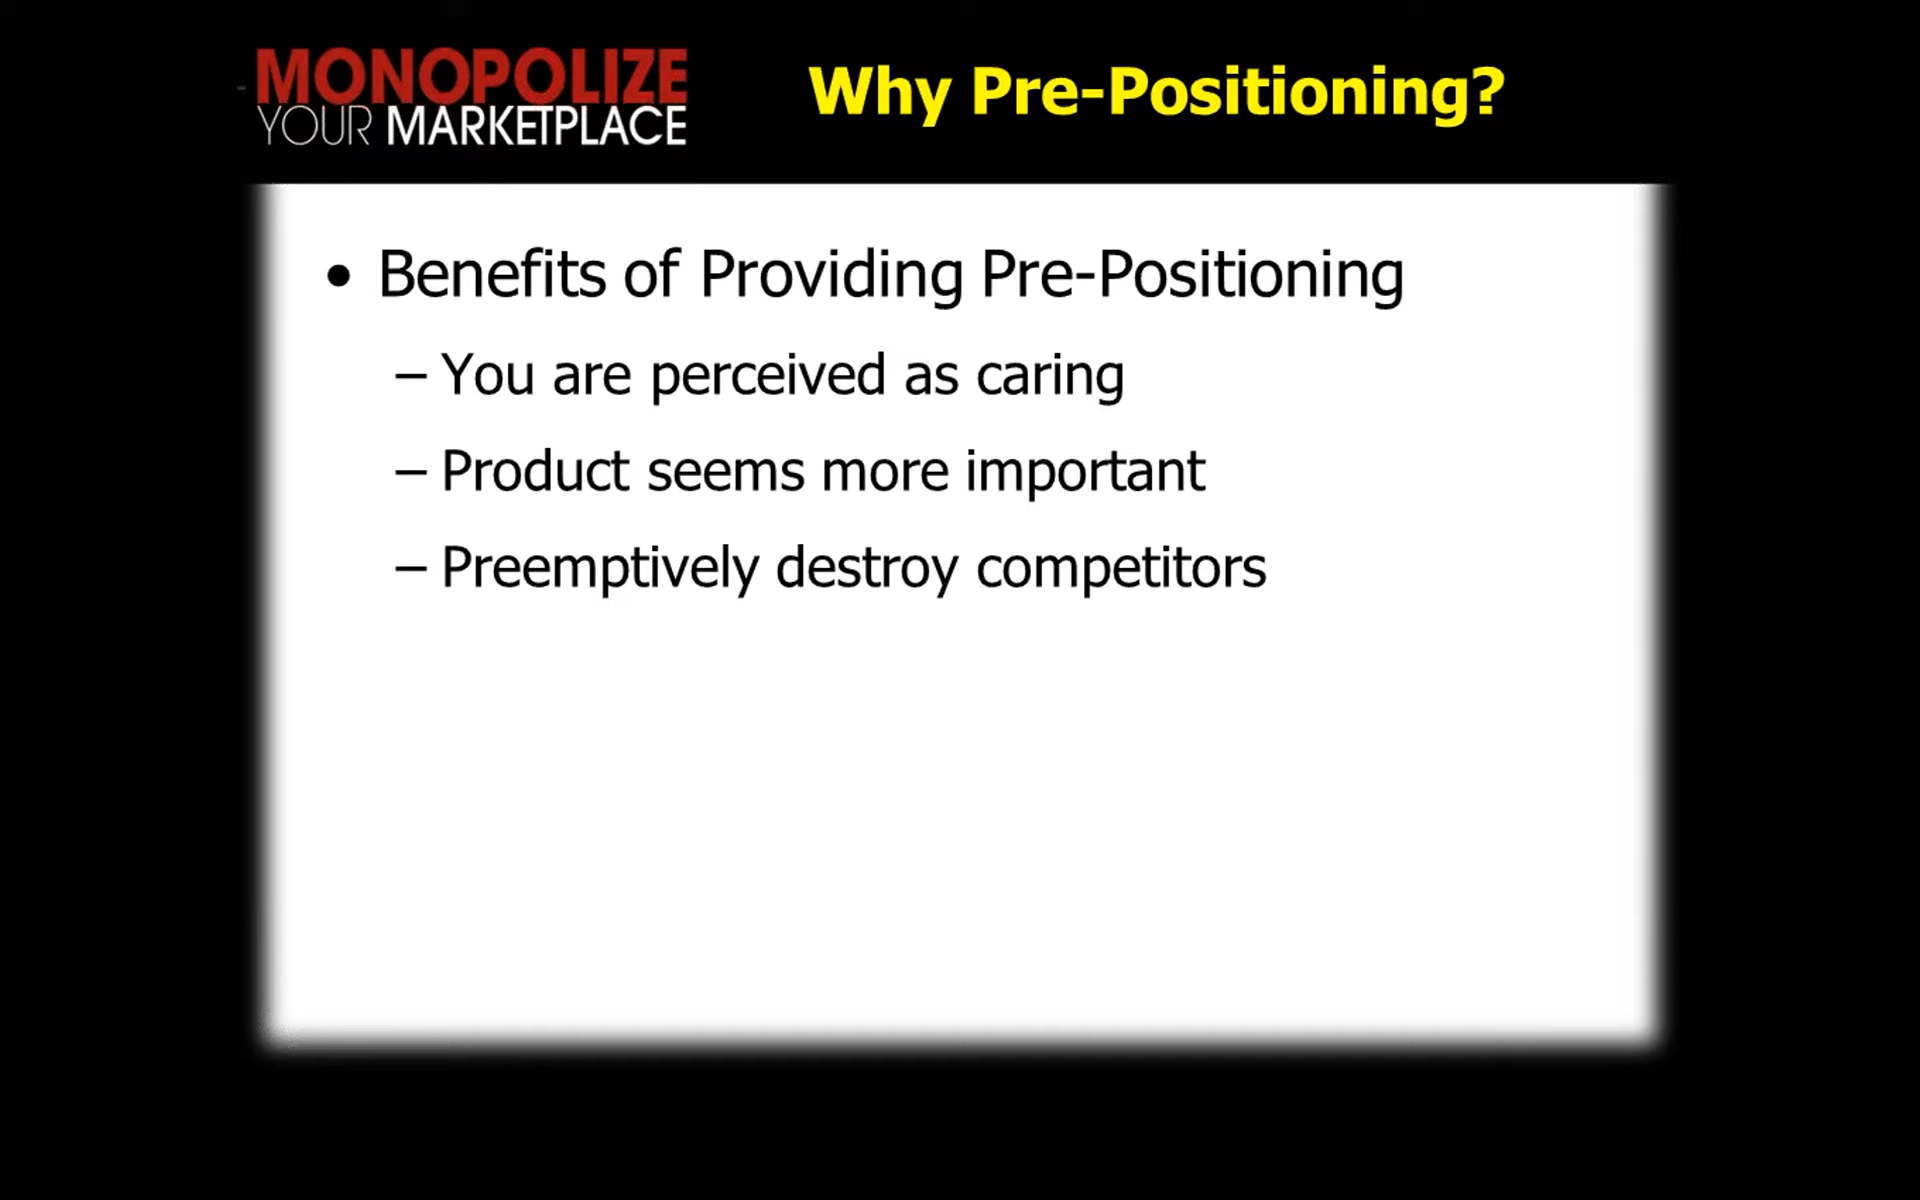 MONOPOLIZE
YOUR MARKETPLACE
Why Pre-Positioning?
• Benefits of Providing Pre-Positioning
– You are perceived as caring
– Product seems more important
– Preemptively destroy competitors